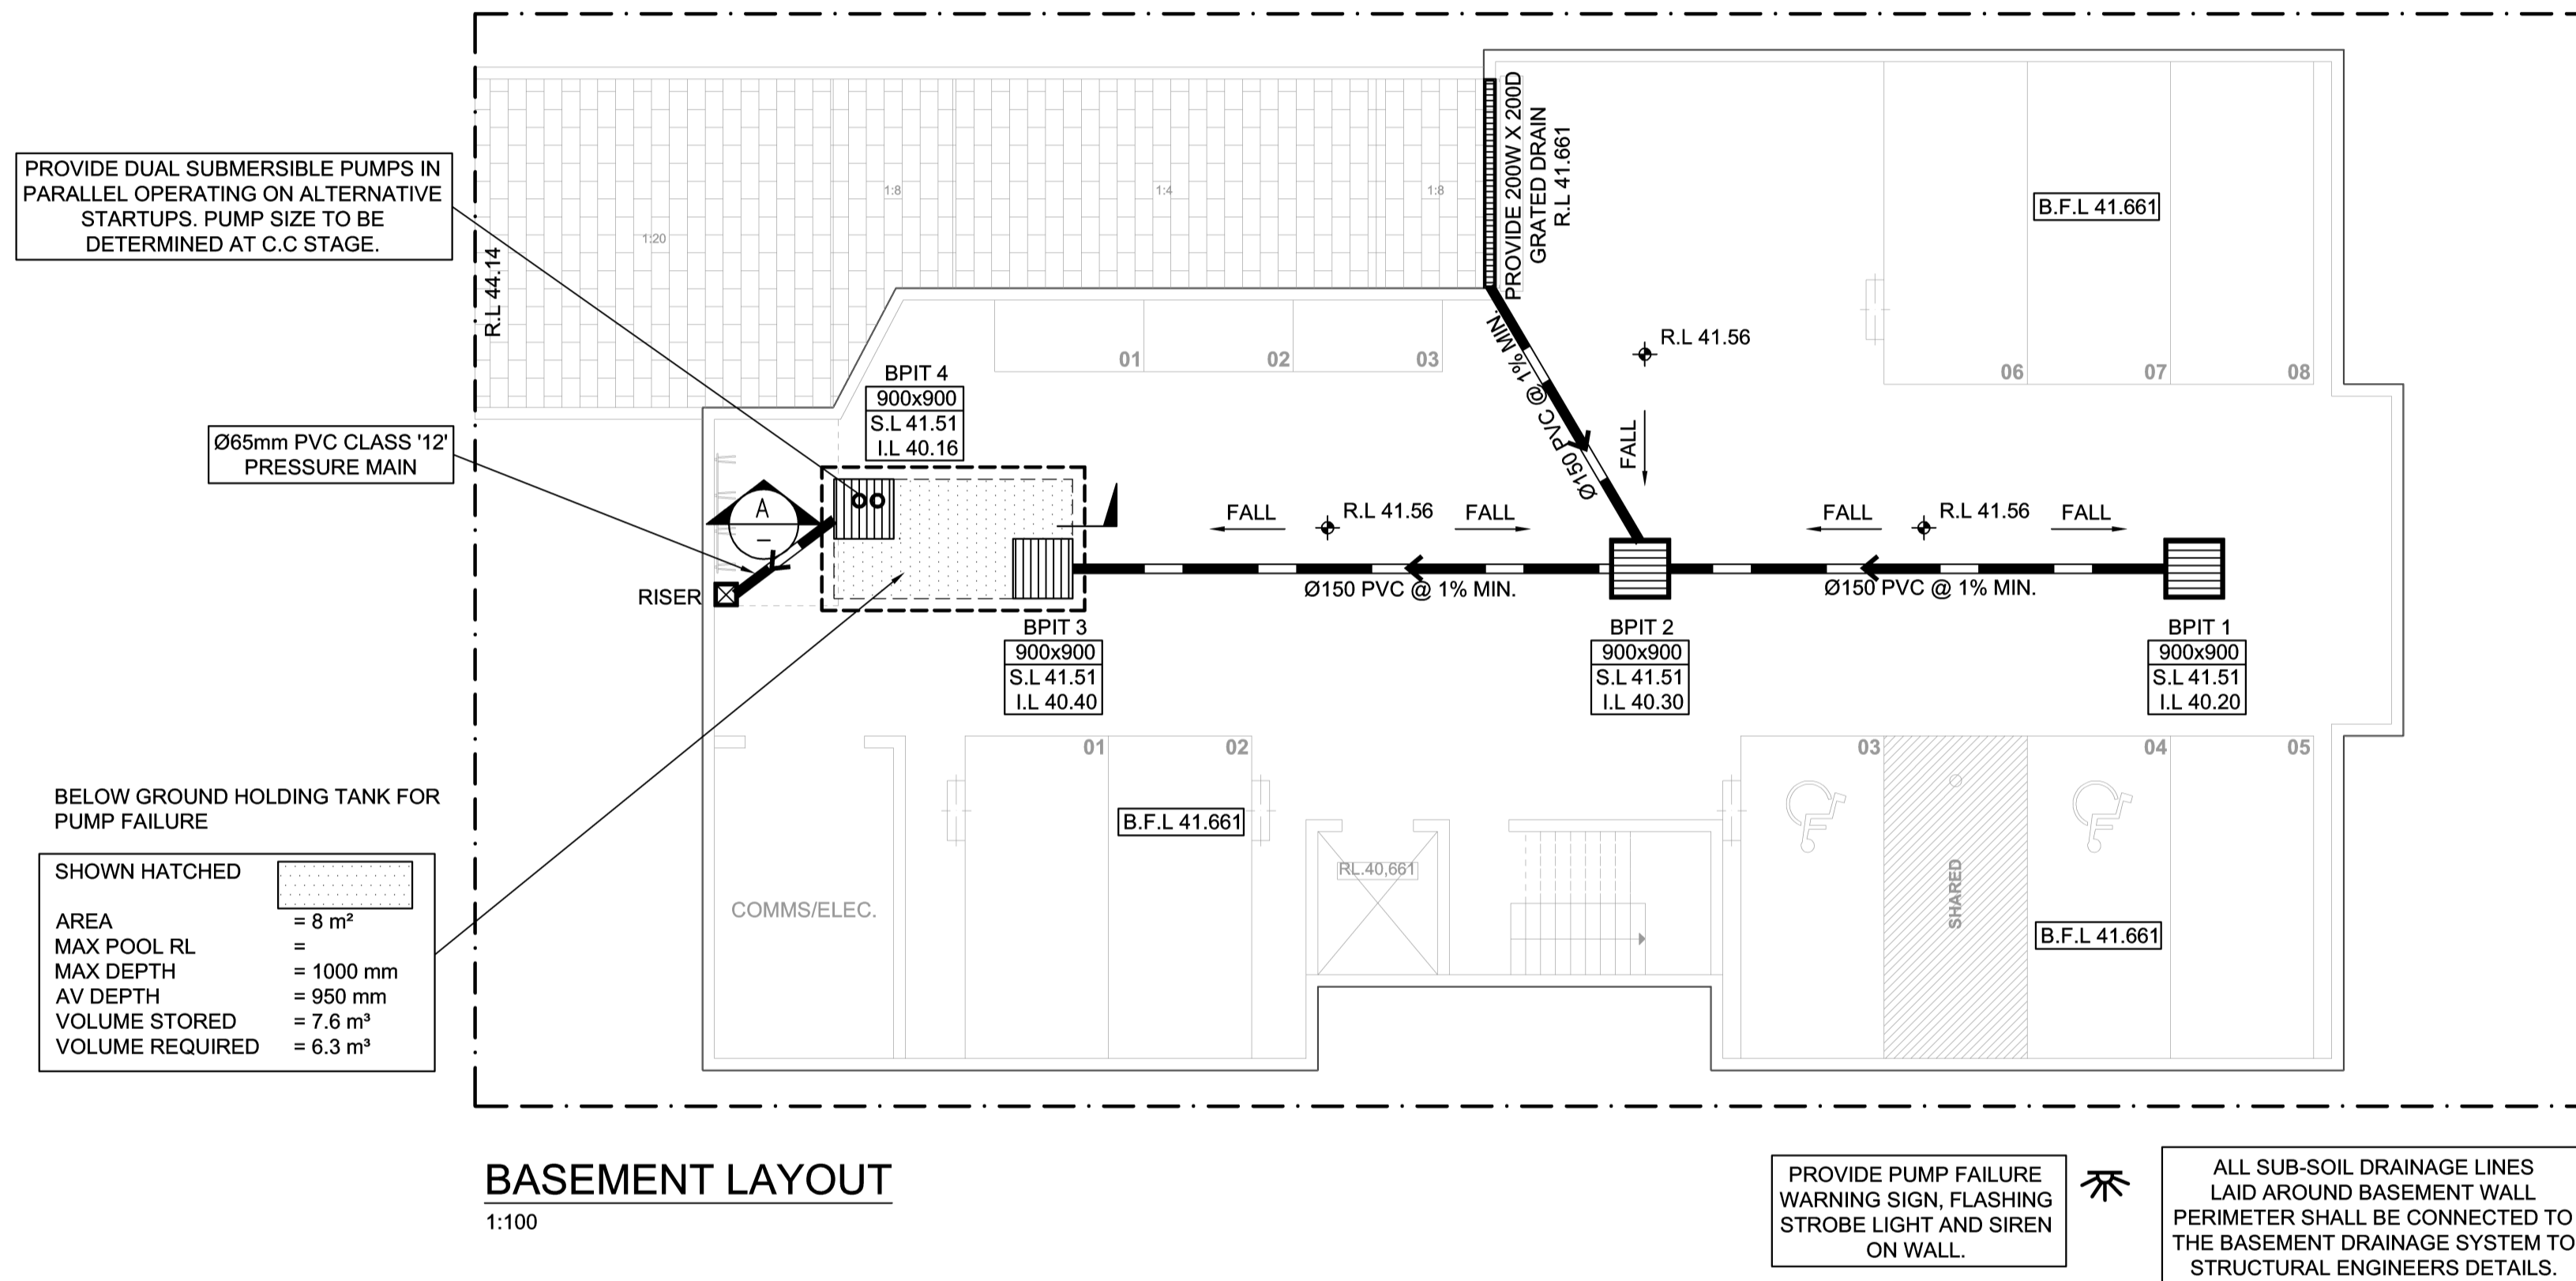 PROVIDE DUAL SUBMERSIBLE PUMPS IN
PARALLEL OPERATING ON ALTERNATIVE
STARTUPS. PUMP SIZE TO BE
DETERMINED AT C.C STAGE.
Ø65mm PVC CLASS '12'
PRESSURE MAIN
R.L 44.14
1:20
1:8
1:4
1:8
PROVIDE 200W X 200D
GRATED DRAIN
R.L 41.661
B.F.L 41.661
01
02
03
06
07
08
R.L 41.56
FALL
Ø150 PVC @ 1% MIN.
BPIT 4
900x900
S.L 41.51
I.L 40.16
A
–
RISER
FALL
R.L 41.56
FALL
FALL
R.L 41.56
FALL
Ø150 PVC @ 1% MIN.
Ø150 PVC @ 1% MIN.
BPIT 3
900x900
S.L 41.51
I.L 40.40
BPIT 2
900x900
S.L 41.51
I.L 40.30
BPIT 1
900x900
S.L 41.51
I.L 40.20
01
02
03
04
05
B.F.L 41.661
RL.40,661
COMMS/ELEC.
SHARED
B.F.L 41.661
BELOW GROUND HOLDING TANK FOR
PUMP FAILURE
SHOWN HATCHED
AREA = 8 m²
MAX POOL RL =
MAX DEPTH = 1000 mm
AV DEPTH = 950 mm
VOLUME STORED = 7.6 m³
VOLUME REQUIRED = 6.3 m³
BASEMENT LAYOUT
1:100
PROVIDE PUMP FAILURE
WARNING SIGN, FLASHING
STROBE LIGHT AND SIREN
ON WALL.
ALL SUB-SOIL DRAINAGE LINES
LAID AROUND BASEMENT WALL
PERIMETER SHALL BE CONNECTED TO
THE BASEMENT DRAINAGE SYSTEM TO
STRUCTURAL ENGINEERS DETAILS.